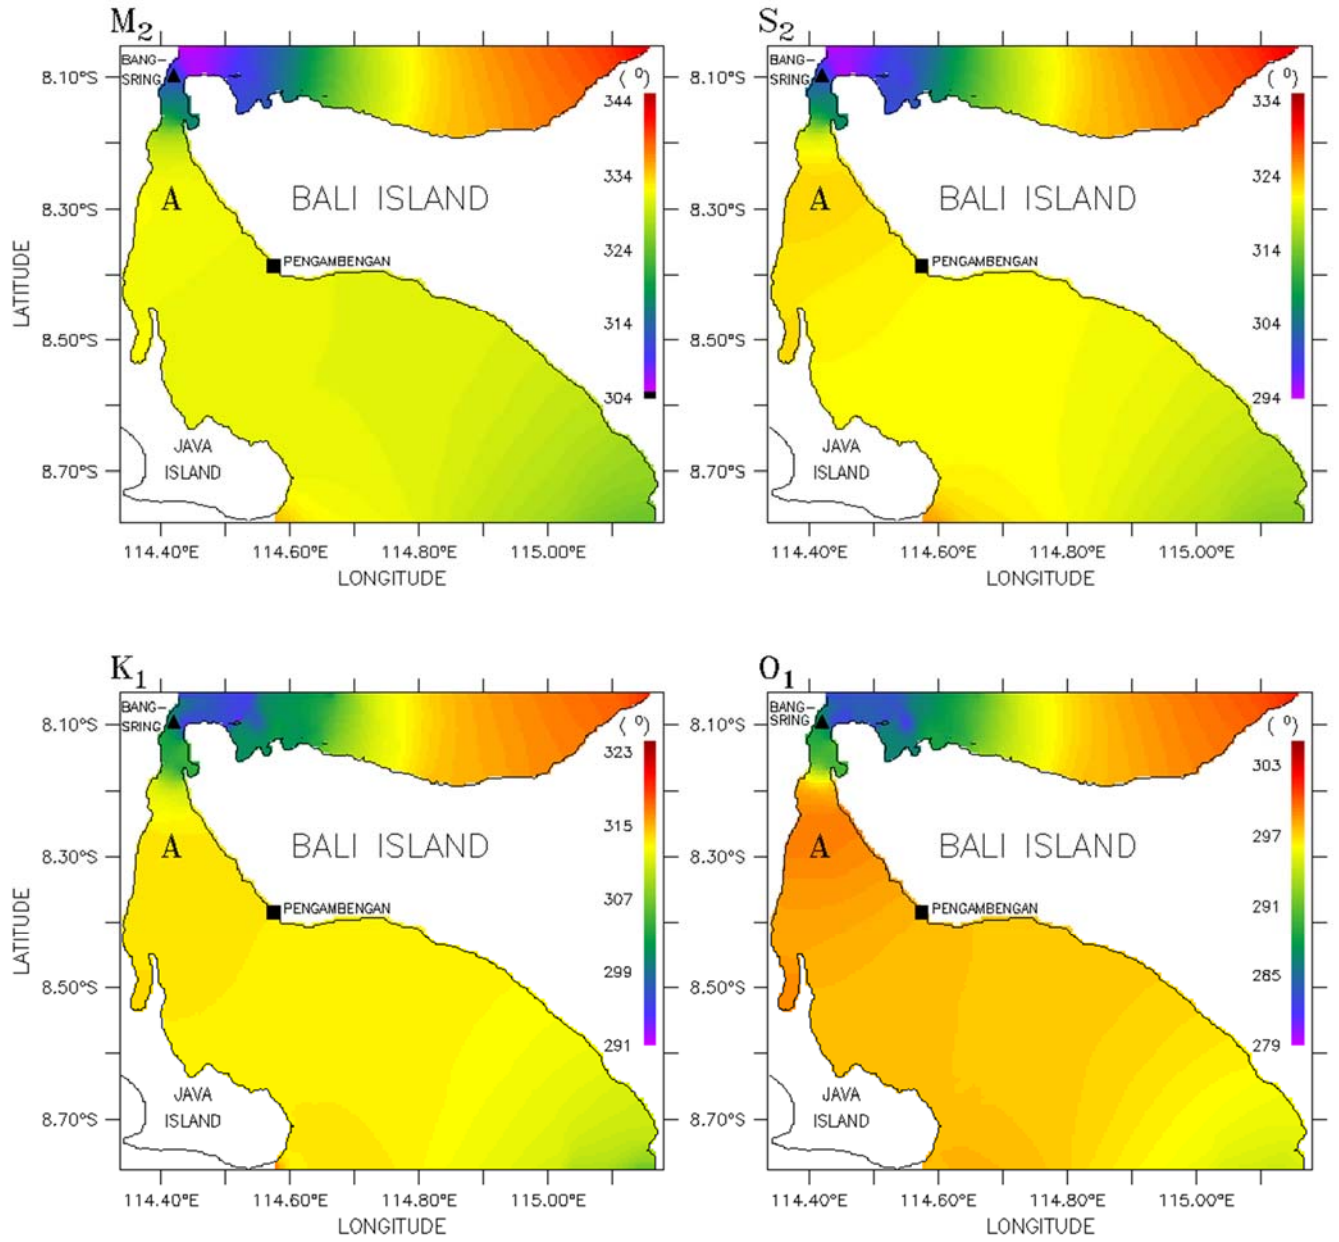 M2
S2
BANG-
SRING
8.10°S
8.30°S
8.50°S
8.70°S
LATITUDE
A
BALI ISLAND
PENGAMBENGAN
JAVA
ISLAND
(°)
344
334
324
314
304
114.40°E 114.60°E 114.80°E 115.00°E
LONGITUDE
BANG-
SRING
8.10°S
8.30°S
8.50°S
8.70°S
A
BALI ISLAND
PENGAMBENGAN
JAVA
ISLAND
(°)
334
324
314
304
294
114.40°E 114.60°E 114.80°E 115.00°E
LONGITUDE
K1
O1
BANG-
SRING
8.10°S
8.30°S
8.50°S
8.70°S
LATITUDE
A
BALI ISLAND
PENGAMBENGAN
JAVA
ISLAND
(°)
323
315
307
299
291
114.40°E 114.60°E 114.80°E 115.00°E
LONGITUDE
BANG-
SRING
8.10°S
8.30°S
8.50°S
8.70°S
A
BALI ISLAND
PENGAMBENGAN
JAVA
ISLAND
(°)
303
297
291
285
279
114.40°E 114.60°E 114.80°E 115.00°E
LONGITUDE